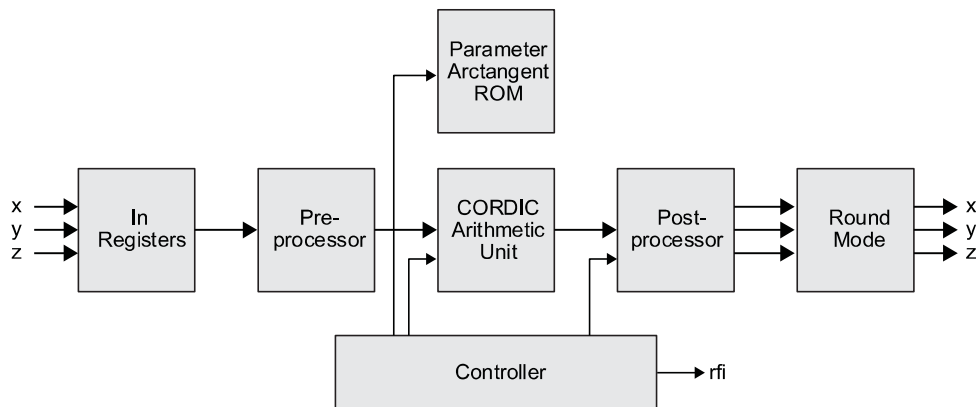 Parameter
Arctangent
ROM
x
y
z
In
Registers
Pre-
processor
CORDIC
Arithmetic
Unit
Post-
processor
Round
Mode
x
y
z
Controller
rfi